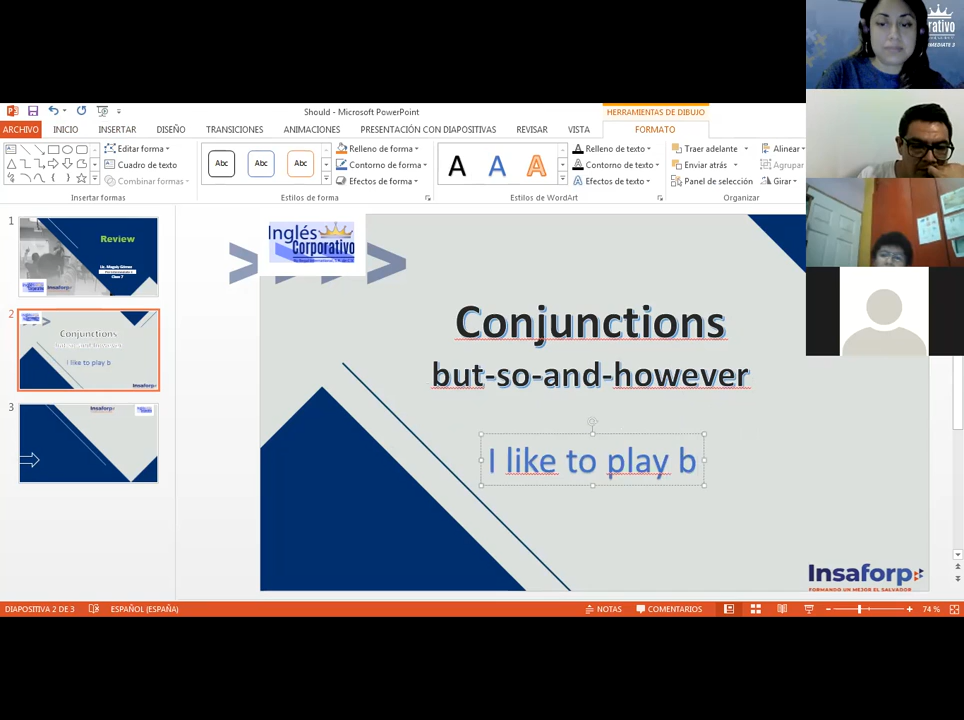 Should - Microsoft PowerPoint
HERRAMIENTAS DE DIBUJO
ARCHIVO INICIO INSERTAR DISEÑO TRANSICIONES ANIMACIONES PRESENTACIÓN CON DIAPOSITIVAS REVISAR VISTA FORMATO
Editar forma
Cuadro de texto
Combinar formas
Insertar formas
Abc Abc Abc
Relleno de forma
Contorno de forma
Efectos de forma
Estilos de forma
A A A
Relleno de texto
Contorno de texto
Efectos de texto
Estilos de WordArt
Traer adelante
Enviar atrás
Panel de selección
Alinear
Agrupar
Girar
Organizar
1
Review
2
Conjunctions
I like to play b
Insaforp
3
Insaforp
Inglés
Corporativo
Conjunctions
but-so-and-however
I like to play b
Insaforp
FORMANDO UN MEJOR EL SALVADOR
DIAPOSITIVA 2 DE 3 ESPAÑOL (ESPAÑA) NOTAS COMENTARIOS 74 %